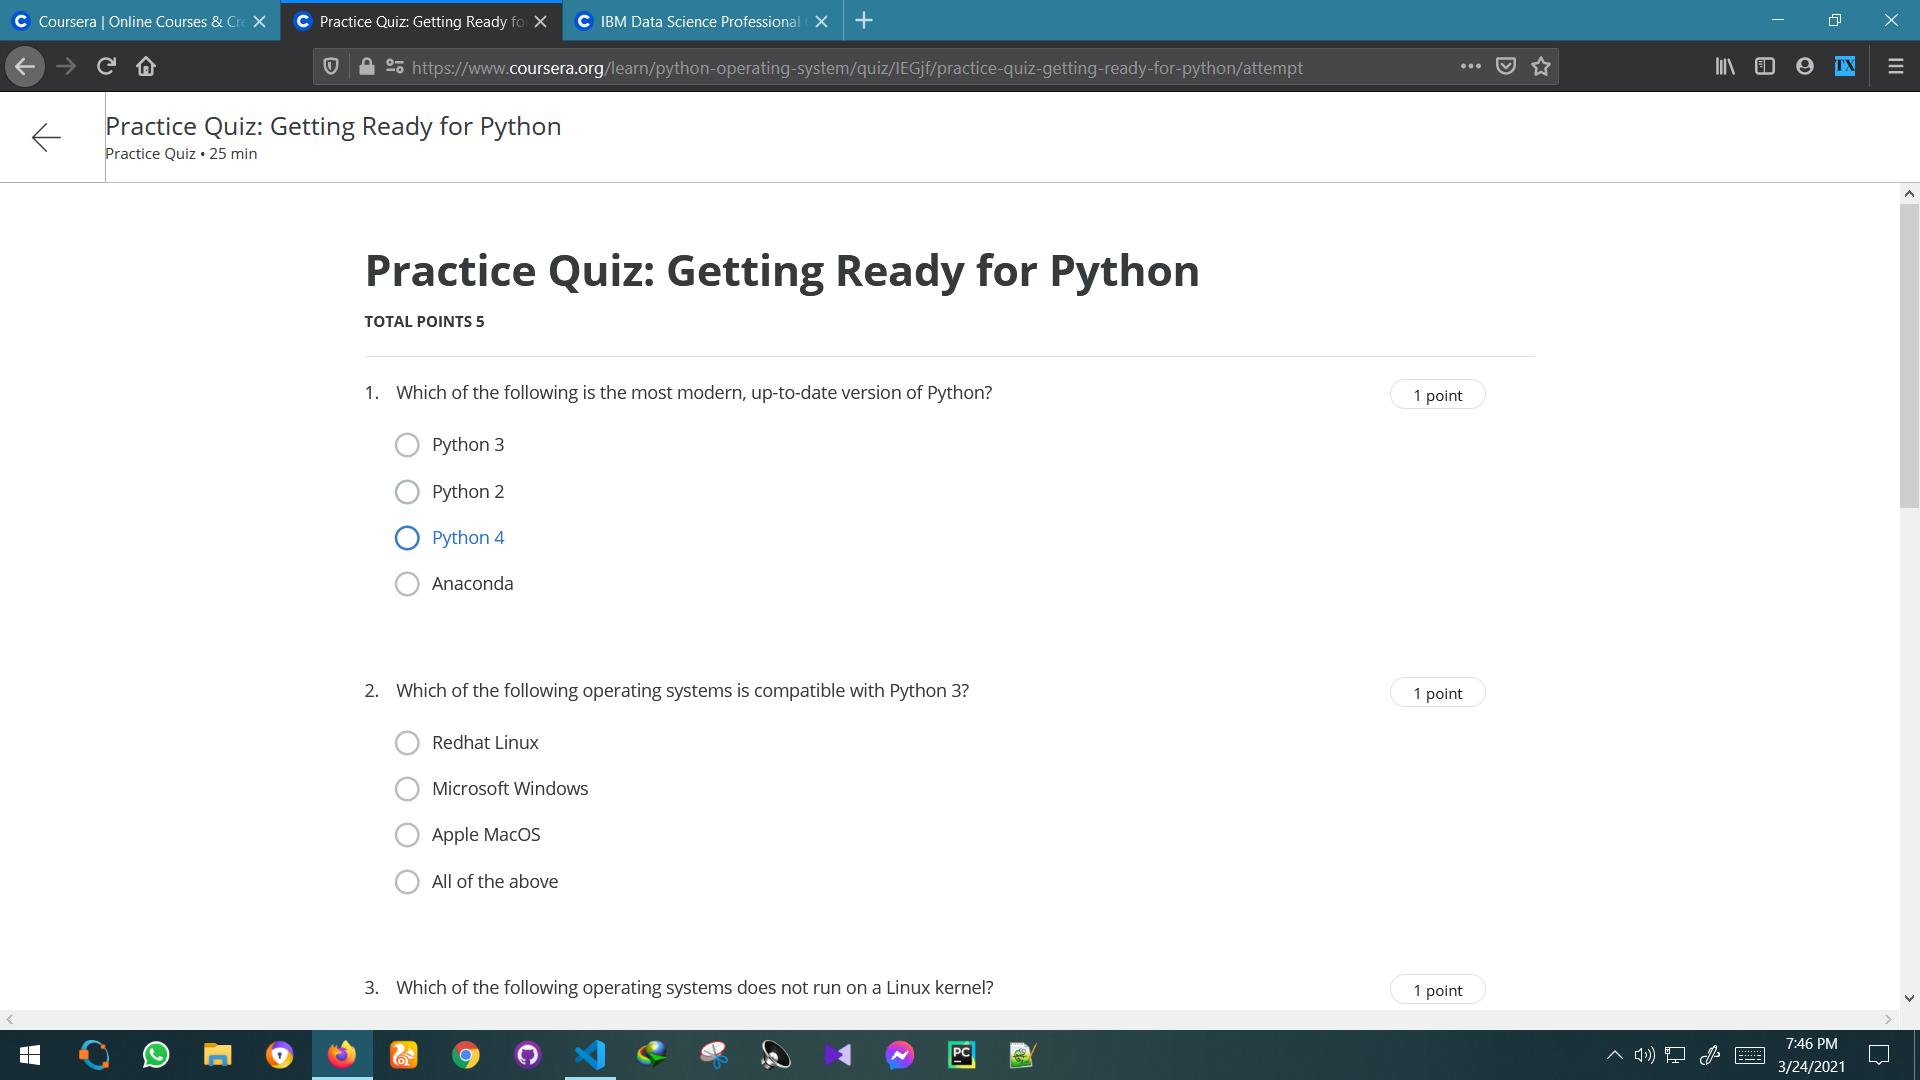 Coursera | Online Courses & Cre
Practice Quiz: Getting Ready fo
IBM Data Science Professional
https://www.coursera.org/learn/python-operating-system/quiz/IEGjf/practice-quiz-getting-ready-for-python/attempt
TX
Practice Quiz: Getting Ready for Python
Practice Quiz • 25 min
Practice Quiz: Getting Ready for Python
TOTAL POINTS 5
1. Which of the following is the most modern, up-to-date version of Python?
1 point
Python 3
Python 2
Python 4
Anaconda
2. Which of the following operating systems is compatible with Python 3?
1 point
Redhat Linux
Microsoft Windows
Apple MacOS
All of the above
3. Which of the following operating systems does not run on a Linux kernel?
1 point
PC
7:46 PM
3/24/2021